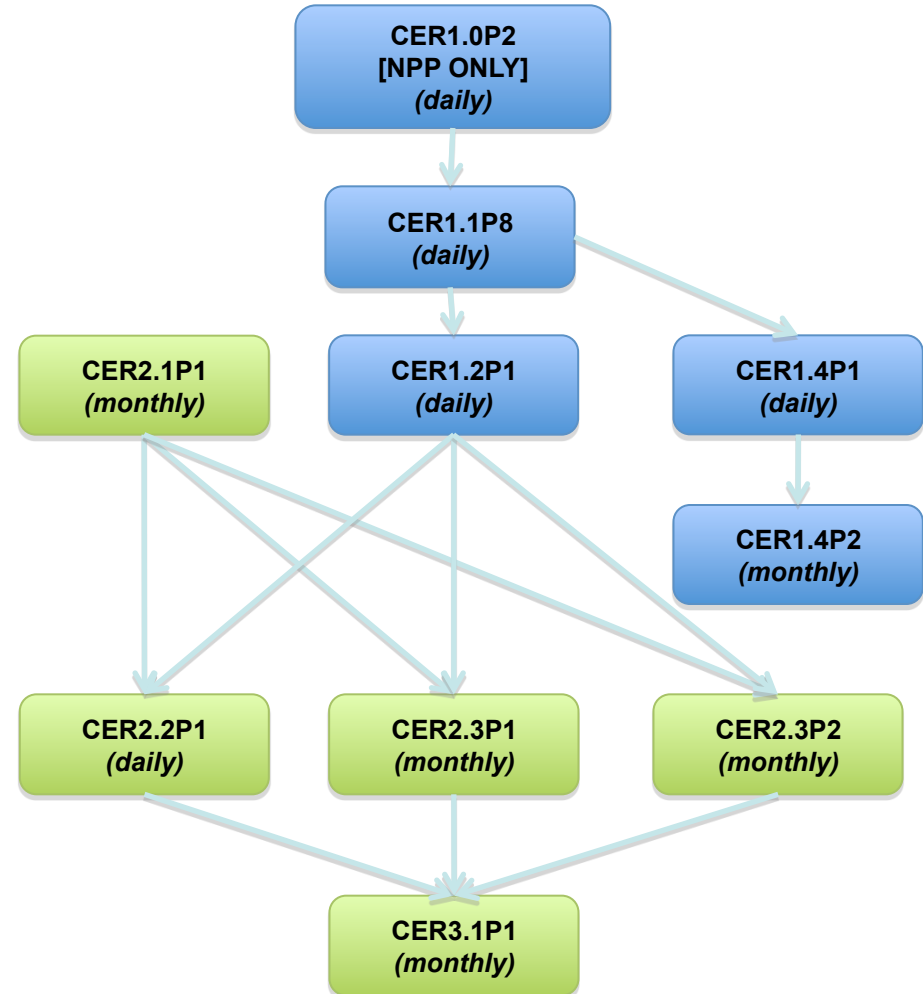 CER1.0P2
[NPP ONLY]
(daily)
CER1.1P8
(daily)
CER2.1P1
(monthly)
CER1.2P1
(daily)
CER1.4P1
(daily)
CER1.4P2
(monthly)
CER2.2P1
(daily)
CER2.3P1
(monthly)
CER2.3P2
(monthly)
CER3.1P1
(monthly)